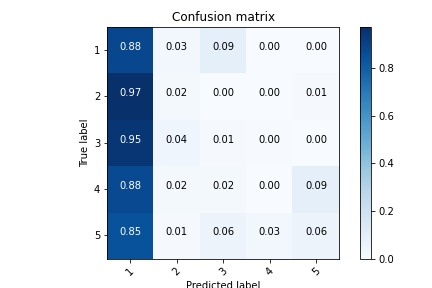 Confusion matrix
1 0.88 0.03 0.09 0.00 0.00
2 0.97 0.02 0.00 0.00 0.01
3 0.95 0.04 0.01 0.00 0.00
4 0.88 0.02 0.02 0.00 0.09
5 0.85 0.01 0.06 0.03 0.06
True label
1 2 3 4 5
Predicted label
0.8
0.6
0.4
0.2
0.0